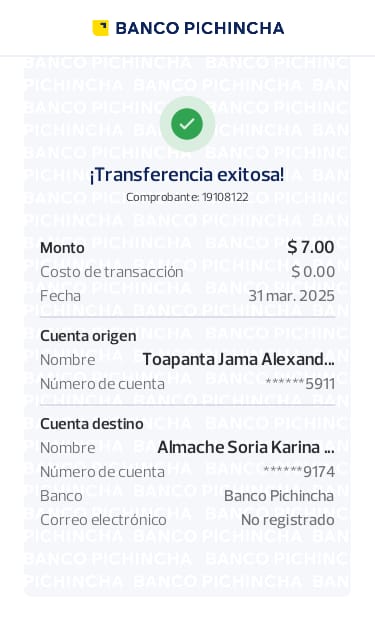 BANCO PICHINCHA
¡Transferencia exitosa!
Comprobante: 19108122
Monto $ 7.00
Costo de transacción $ 0.00
Fecha 31 mar. 2025
Cuenta origen
Nombre Toapanta Jama Alexand...
Número de cuenta ******5911
Cuenta destino
Nombre Almache Soria Karina ...
Número de cuenta ******9174
Banco Banco Pichincha
Correo electrónico No registrado